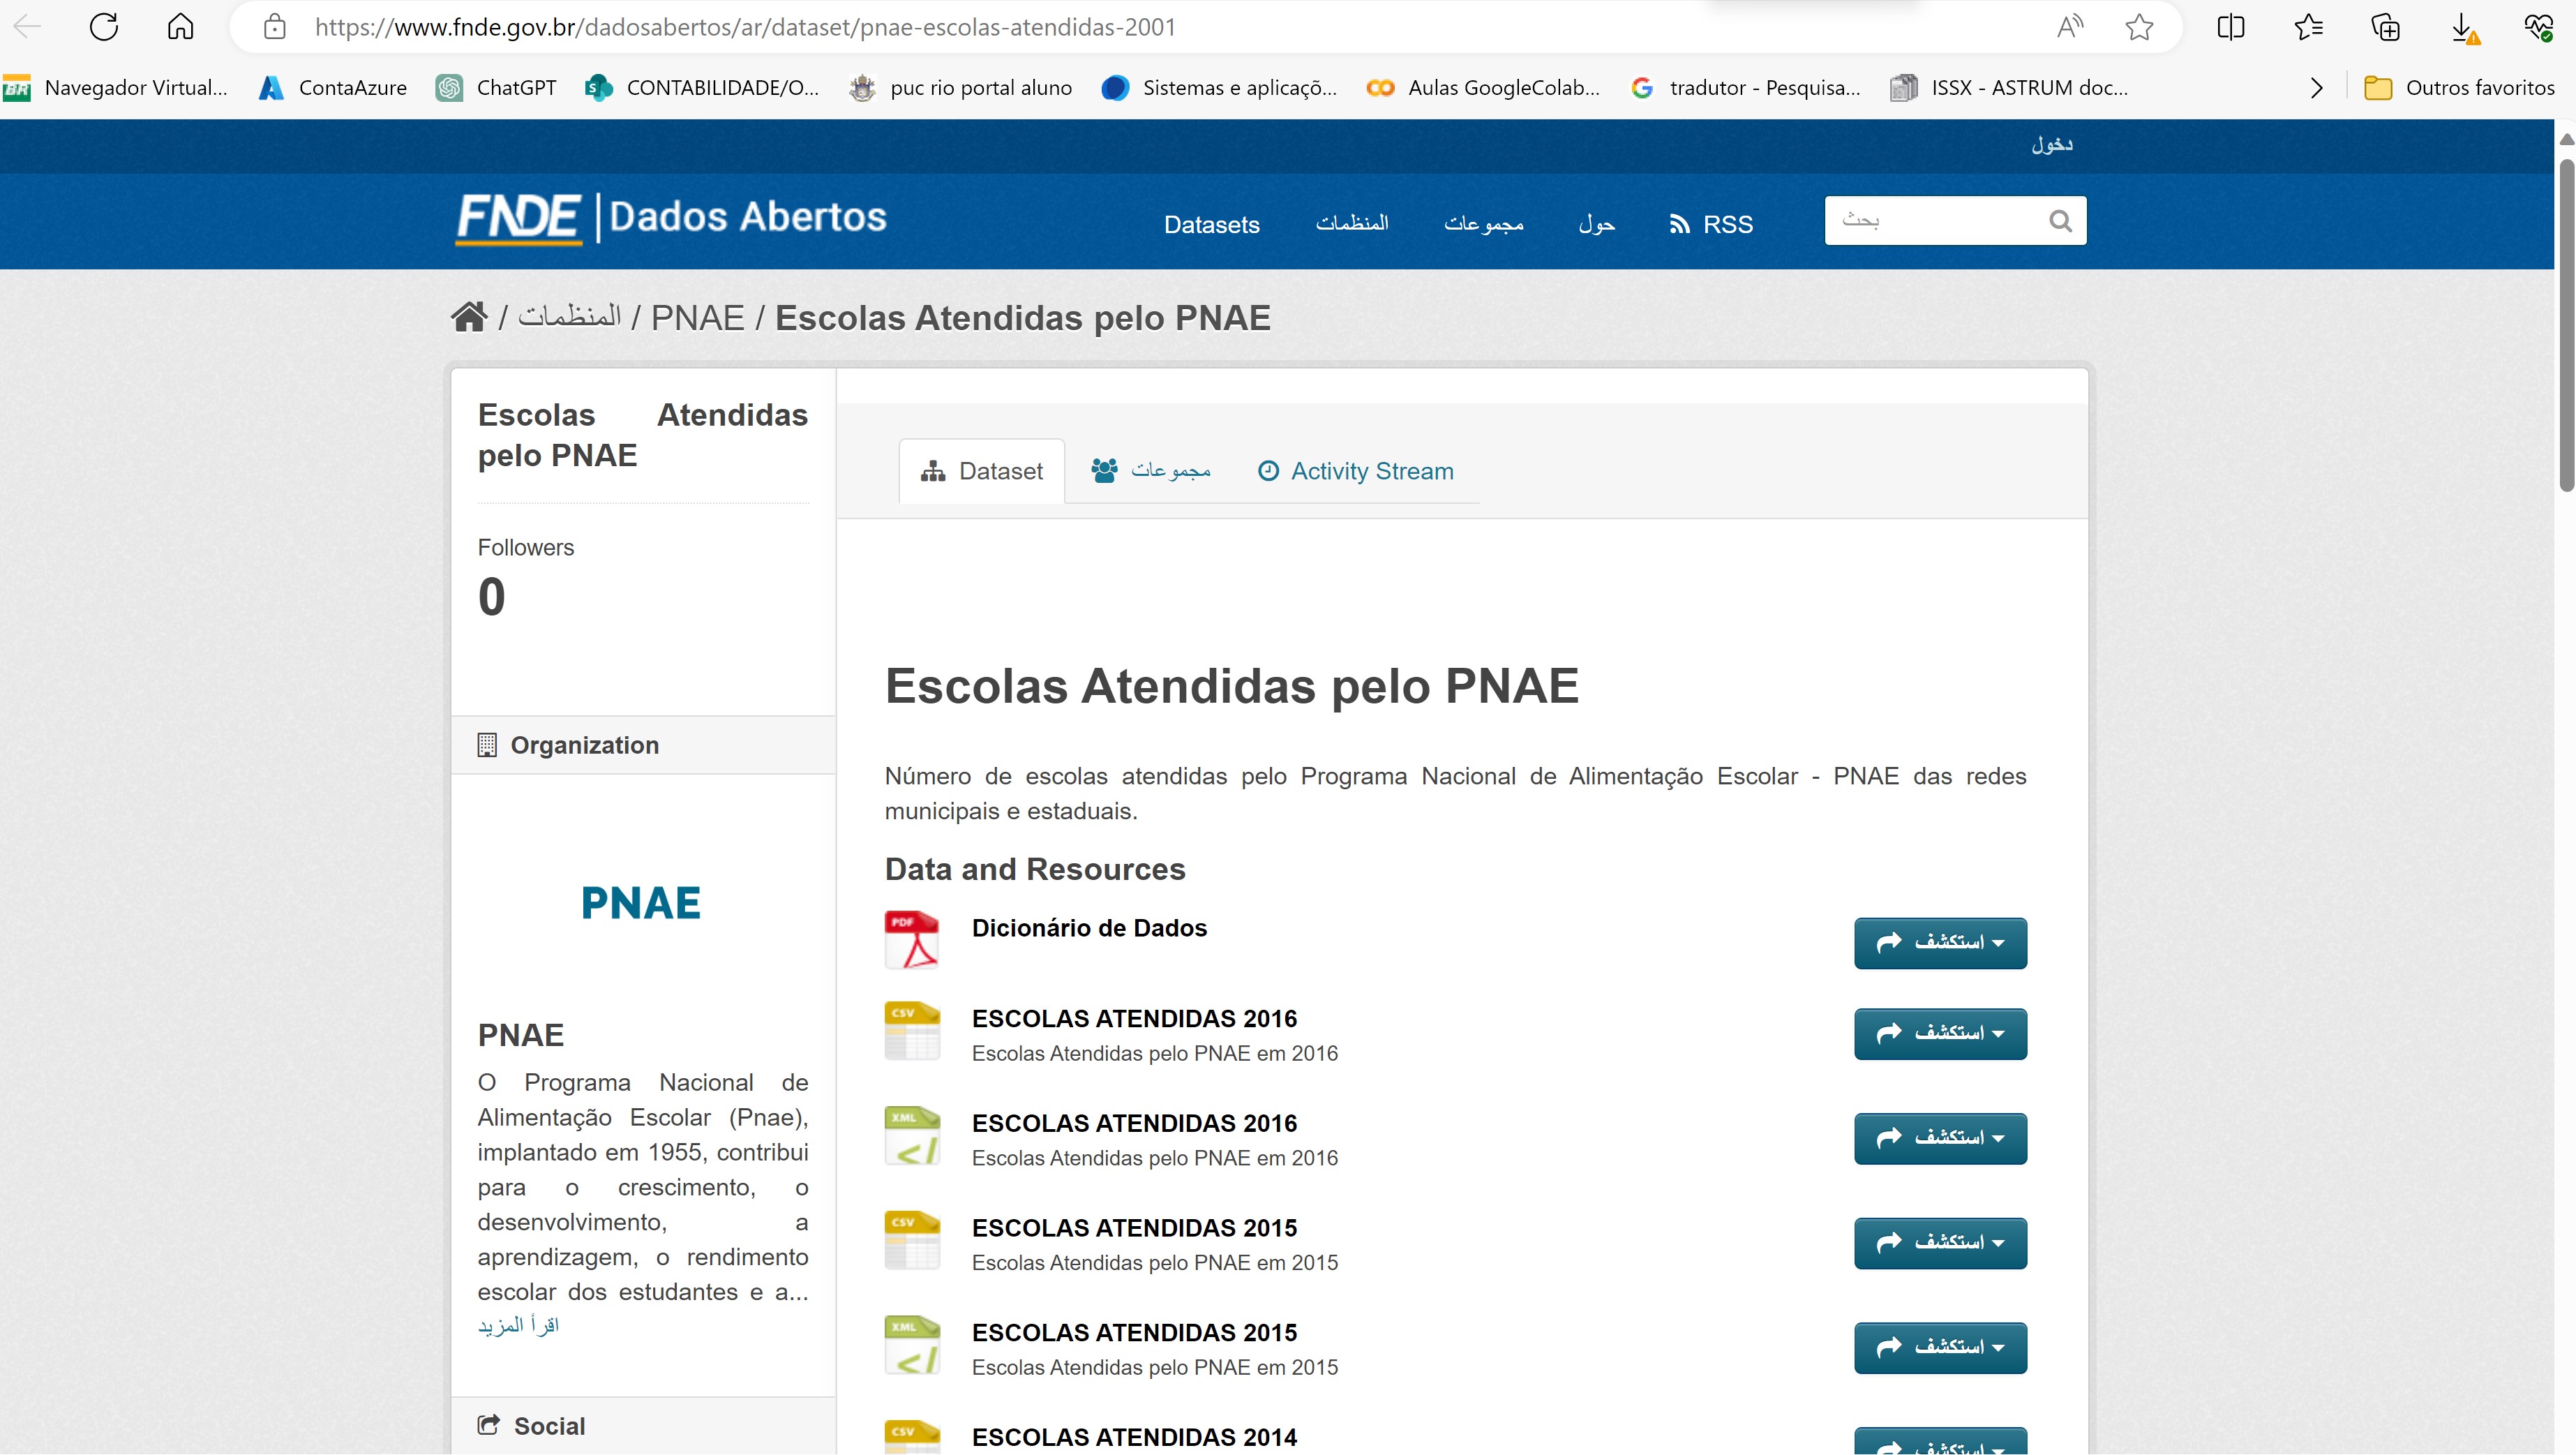 https://www.fnde.gov.br/dadosabertos/ar/dataset/pnae-escolas-atendidas-2001
Navegador Virtual...
ContaAzure
ChatGPT
CONTABILIDADE/O...
puc rio portal aluno
Sistemas e aplicaçõ...
Aulas GoogleColab...
tradutor - Pesquisa...
ISSX - ASTRUM doc...
Outros favoritos
دخول
FNDE | Dados Abertos
Datasets
المنظمات
مجموعات
حول
RSS
بحث
/ المنظمات / PNAE / Escolas Atendidas pelo PNAE
Escolas Atendidas
pelo PNAE
Followers
0
Organization
PNAE
PNAE
O Programa Nacional de
Alimentação Escolar (Pnae),
implantado em 1955, contribui
para o crescimento, o
desenvolvimento, a
aprendizagem, o rendimento
escolar dos estudantes e a...
اقرأ المزيد
Social
Dataset
مجموعات
Activity Stream
Escolas Atendidas pelo PNAE
Número de escolas atendidas pelo Programa Nacional de Alimentação Escolar - PNAE das redes
municipais e estaduais.
Data and Resources
PDF
Dicionário de Dados
استكشف
CSV
ESCOLAS ATENDIDAS 2016
Escolas Atendidas pelo PNAE em 2016
استكشف
XML
ESCOLAS ATENDIDAS 2016
Escolas Atendidas pelo PNAE em 2016
استكشف
CSV
ESCOLAS ATENDIDAS 2015
Escolas Atendidas pelo PNAE em 2015
استكشف
XML
ESCOLAS ATENDIDAS 2015
Escolas Atendidas pelo PNAE em 2015
استكشف
CSV
ESCOLAS ATENDIDAS 2014
استكشف